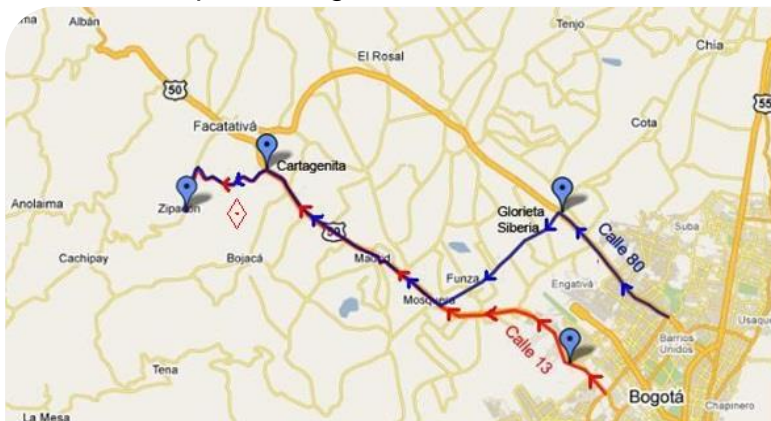 Albán
Tenjo
El Rosal
Chía
50
55
Facatativá
Cota
Cartagenita
Anolaima
Zipacón
Glorieta
Siberia
Suba
Calle 80
50
Cachipay
Bojacá
Madrid
Funza
Engativá
Mosquera
Usaque
Barrios
Unidos
Calle 13
Tena
Bogotá
Chapinero
La Mesa